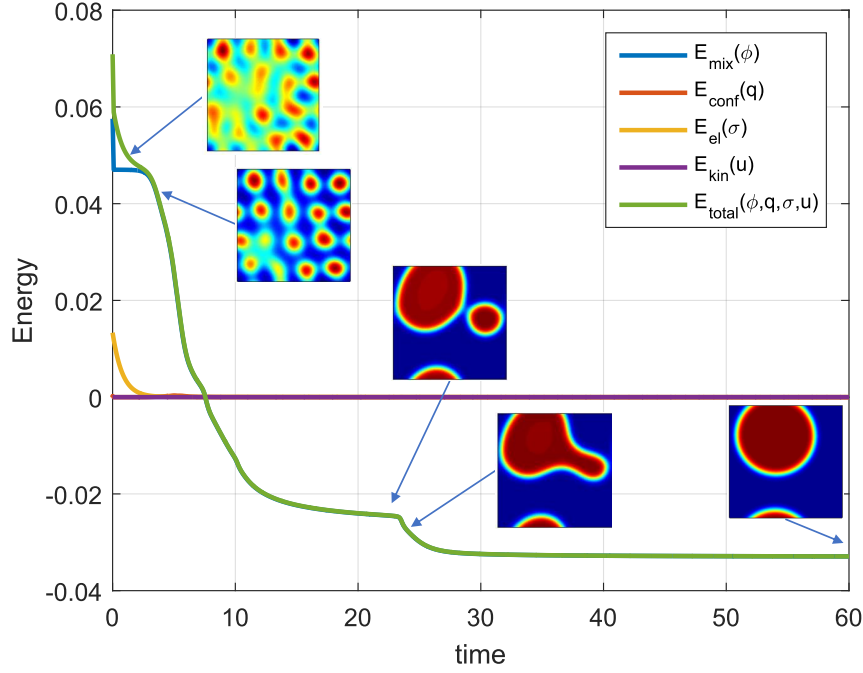 0.08
0.06
0.04
0.02
0
-0.02
-0.04
Energy
0
10
20
30
40
50
60
time
E_mix(ϕ)
E_conf(q)
E_el(σ)
E_kin(u)
E_total(ϕ,q,σ,u)